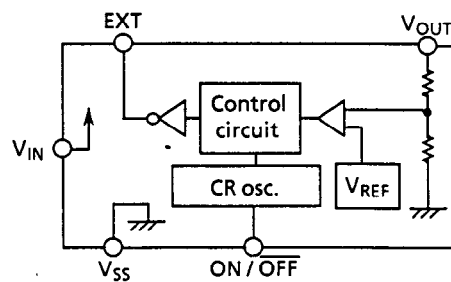 EXT
VOUT
Control
circuit
VIN
CR osc.
VREF
VSS
ON / OFF